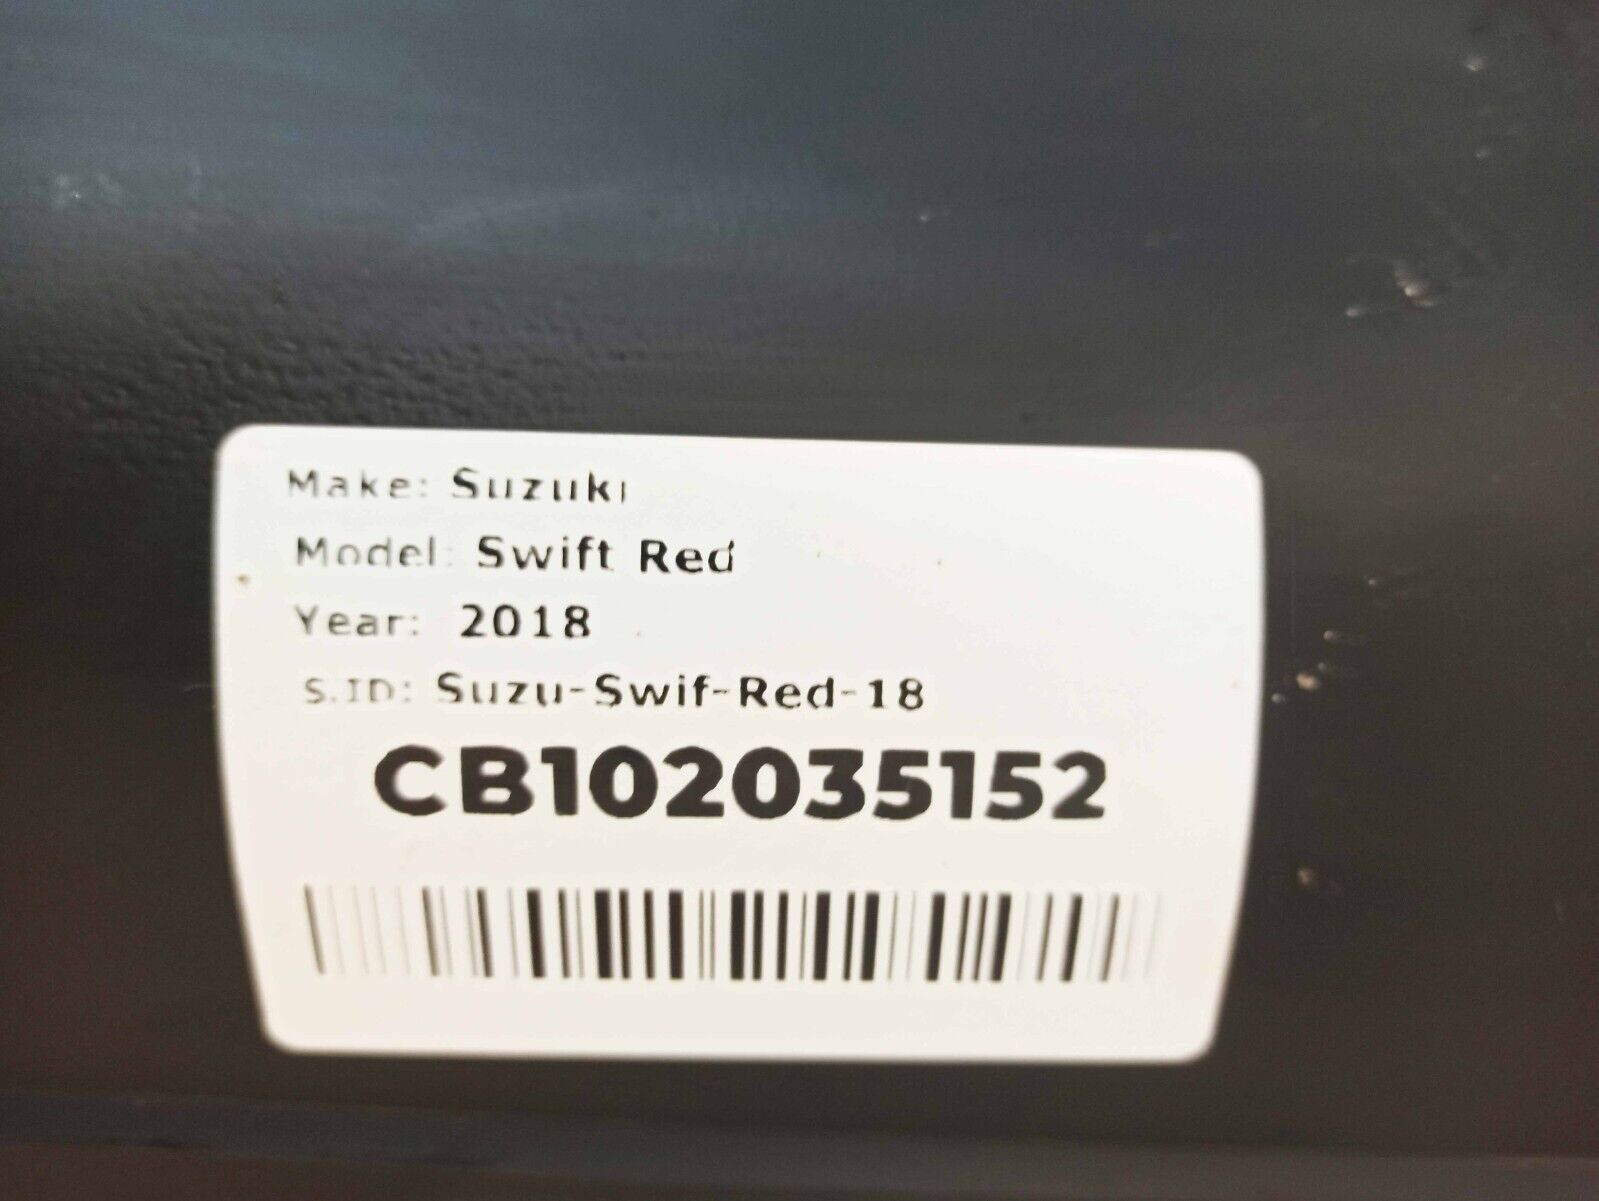 Make: Suzuki
Model: Swift Red
Year: 2018
S.ID: Suzu-Swif-Red-18
CB102035152